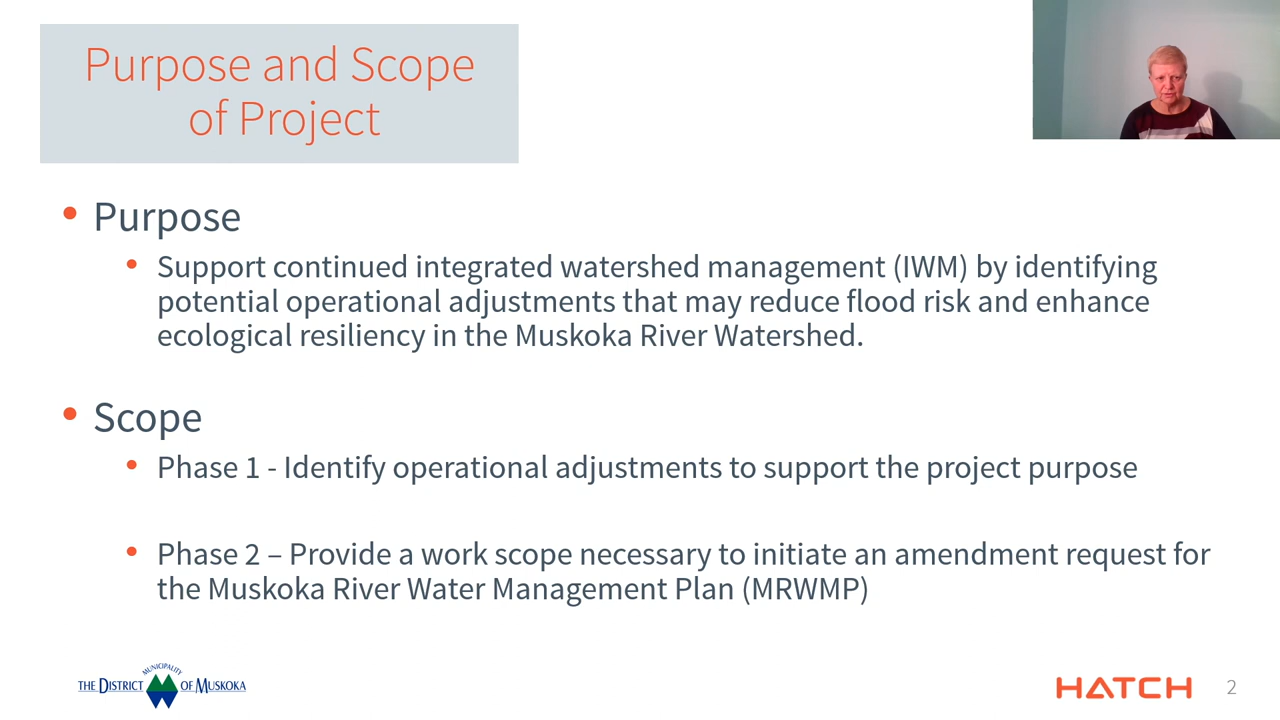 Purpose and Scope
of Project
• Purpose
• Support continued integrated watershed management (IWM) by identifying
potential operational adjustments that may reduce flood risk and enhance
ecological resiliency in the Muskoka River Watershed.
• Scope
• Phase 1 - Identify operational adjustments to support the project purpose
• Phase 2 – Provide a work scope necessary to initiate an amendment request for
the Muskoka River Water Management Plan (MRWMP)
MUNICIPALITY
THE DISTRICT OF MUSKOKA
HATCH
2